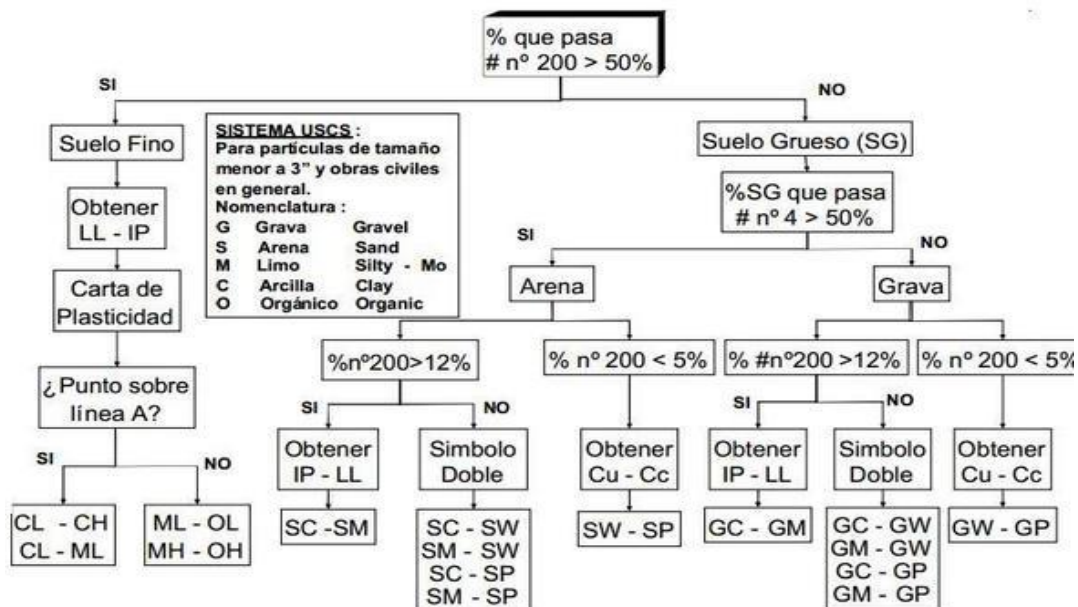 % que pasa
# nº 200 > 50%
SI
NO
Suelo Fino
Suelo Grueso (SG)
SISTEMA USCS :
Para partículas de tamaño
menor a 3" y obras civiles
en general.
Nomenclatura :
G Grava Gravel
S Arena Sand
M Limo Silty - Mo
C Arcilla Clay
O Orgánico Organic
Obtener
LL - IP
%SG que pasa
# nº 4 > 50%
SI
NO
Carta de
Plasticidad
Arena
Grava
%nº200>12%
% nº 200 < 5%
% #nº200 >12%
% nº 200 < 5%
¿Punto sobre
línea A?
SI
NO
SI
NO
SI
NO
Obtener
IP - LL
Simbolo
Doble
Obtener
Cu - Cc
Obtener
IP - LL
Simbolo
Doble
Obtener
Cu - Cc
CL - CH
CL - ML
ML - OL
MH - OH
SC -SM
SC - SW
SM - SW
SC - SP
SM - SP
SW - SP
GC - GM
GC - GW
GM - GW
GC - GP
GM - GP
GW - GP